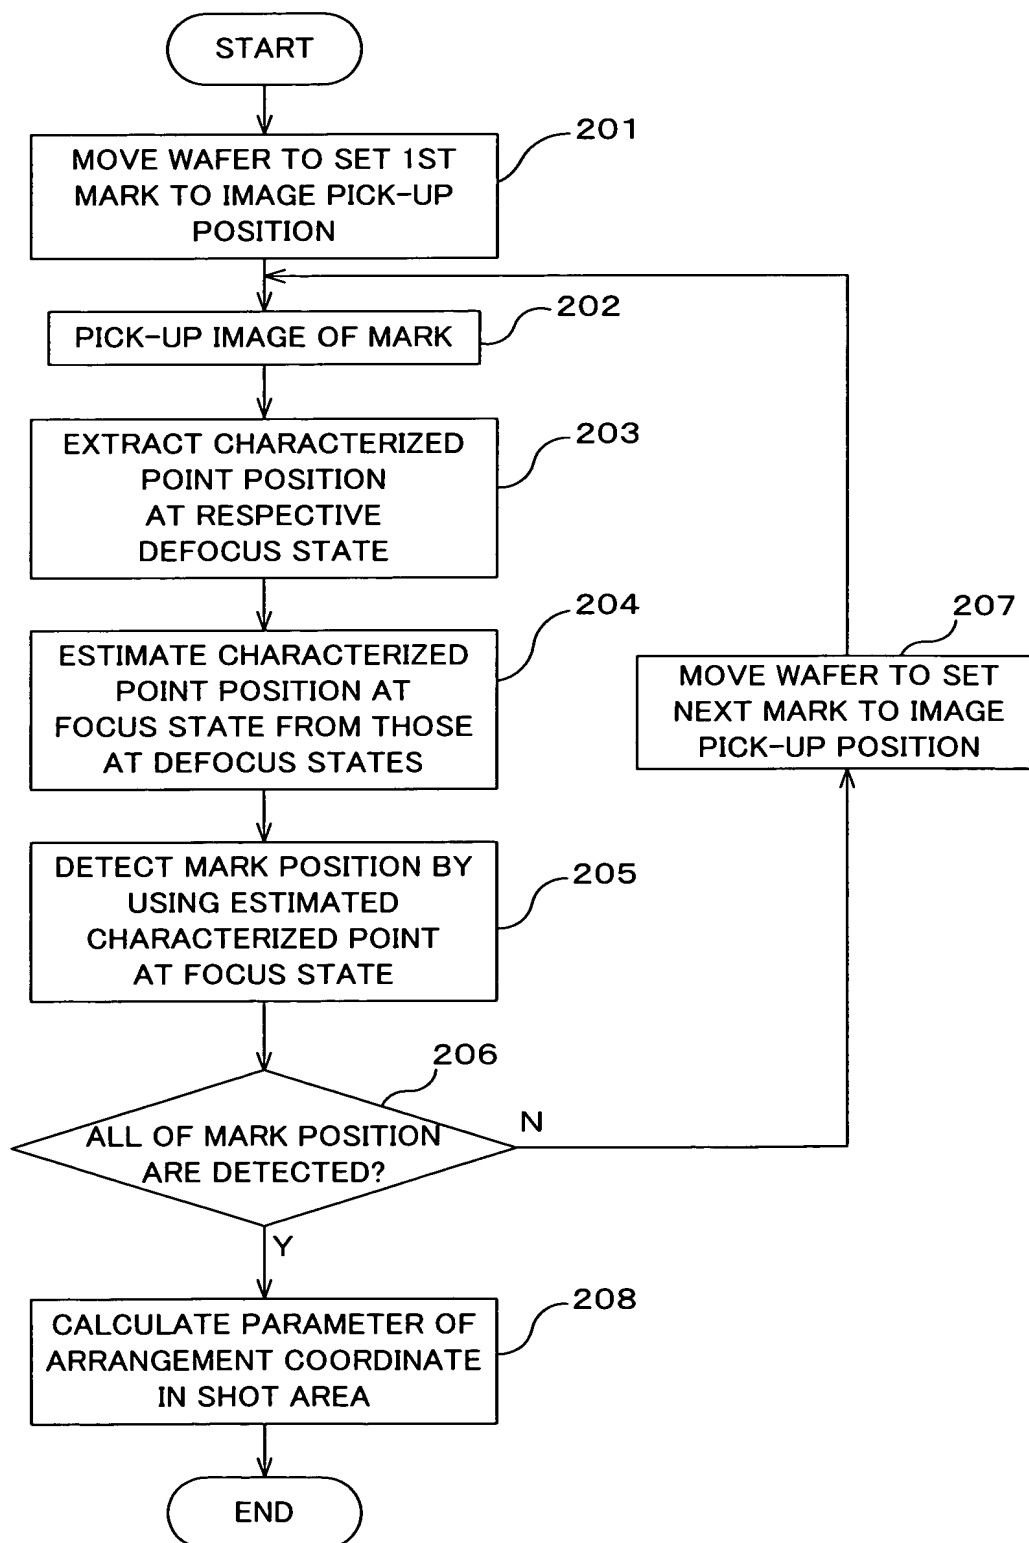 START
201
MOVE WAFER TO SET 1ST
MARK TO IMAGE PICK-UP
POSITION
202
PICK-UP IMAGE OF MARK
203
EXTRACT CHARACTERIZED
POINT POSITION
AT RESPECTIVE
DEFOCUS STATE
204
ESTIMATE CHARACTERIZED
POINT POSITION AT
FOCUS STATE FROM THOSE
AT DEFOCUS STATES
207
MOVE WAFER TO SET
NEXT MARK TO IMAGE
PICK-UP POSITION
205
DETECT MARK POSITION BY
USING ESTIMATED
CHARACTERIZED POINT
AT FOCUS STATE
206
ALL OF MARK POSITION
ARE DETECTED?
N
Y
208
CALCULATE PARAMETER OF
ARRANGEMENT COORDINATE
IN SHOT AREA
END